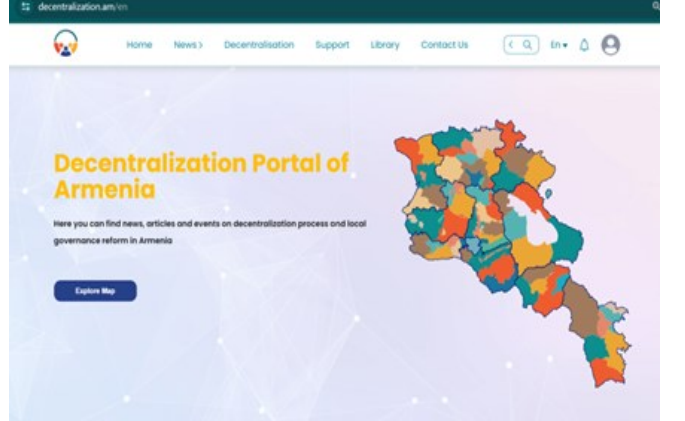 decentralization.am/en
Home News > Decentralisation Support Library Contact Us En
Decentralization Portal of
Armenia
Here you can find news, articles and events on decentralization process and local
governance reform in Armenia
Explore Map